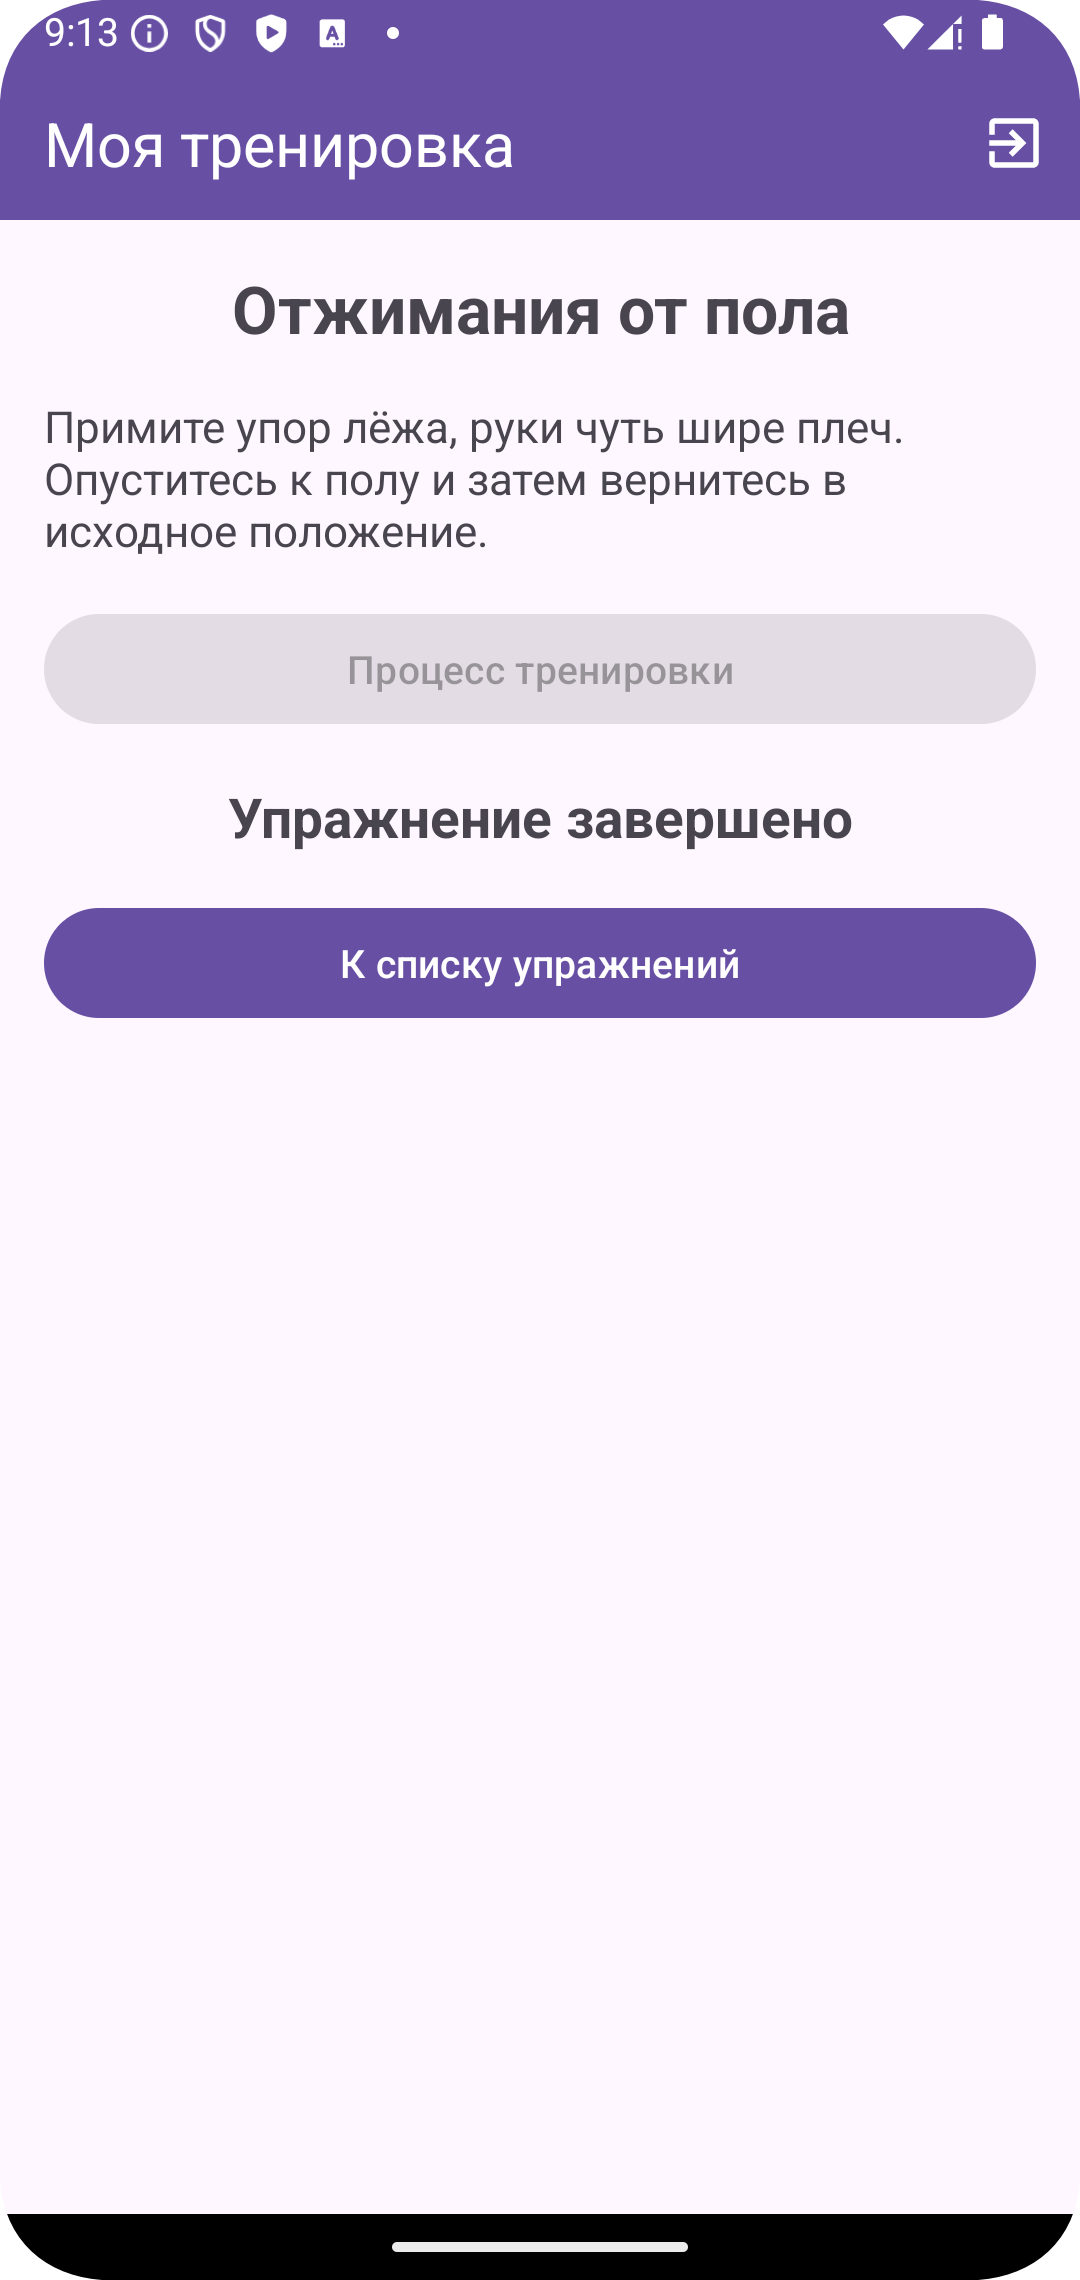 9:13
Моя тренировка
Отжимания от пола
Примите упор лёжа, руки чуть шире плеч.
Опуститесь к полу и затем вернитесь в
исходное положение.
Процесс тренировки
Упражнение завершено
К списку упражнений